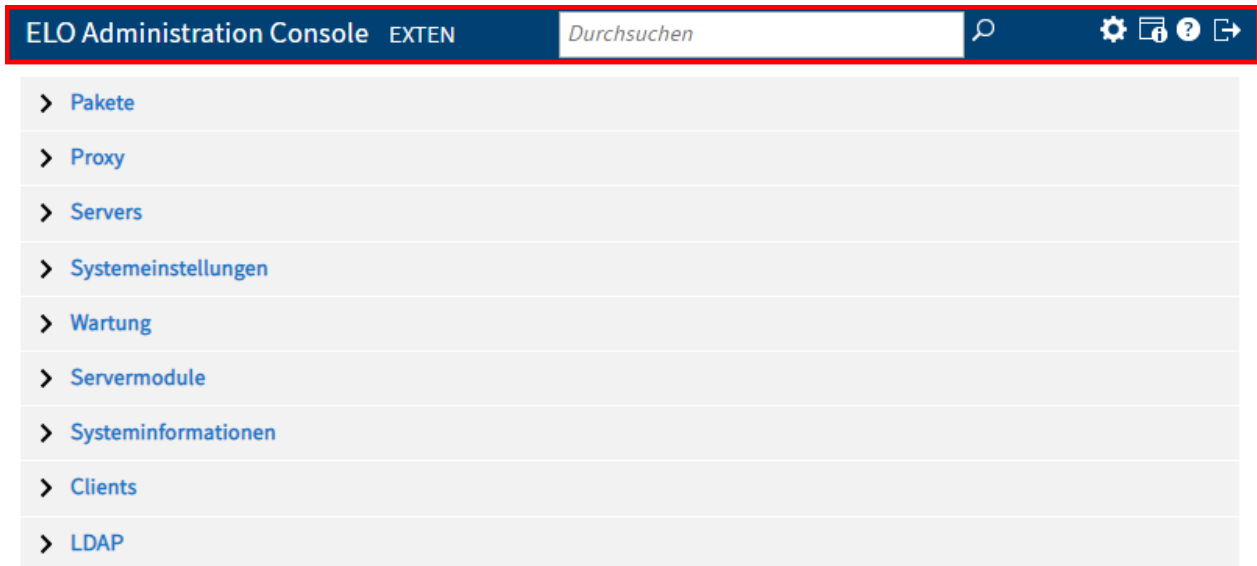 ELO Administration Console EXTEN Durchsuchen
Pakete
Proxy
Servers
Systemeinstellungen
Wartung
Servermodule
Systeminformationen
Clients
LDAP